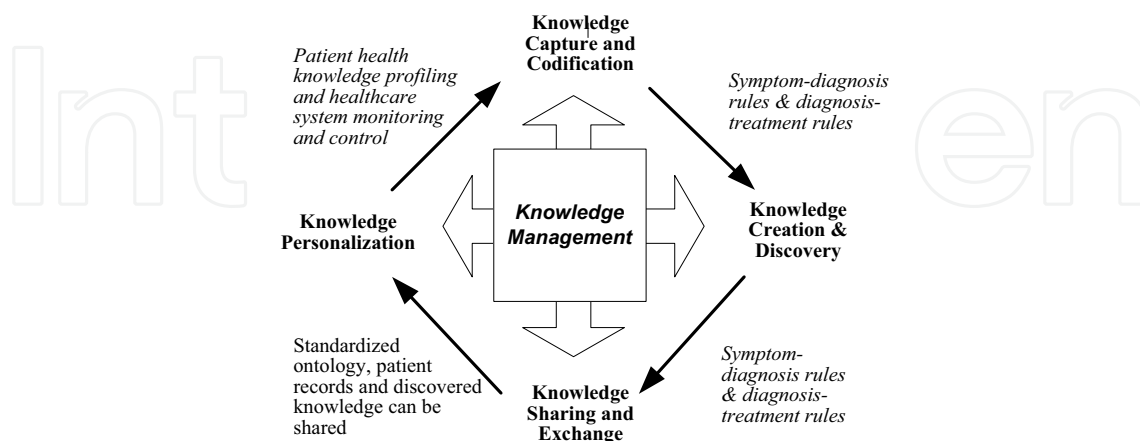 Knowledge
Capture and
Codification
Patient health
knowledge profiling
and healthcare
system monitoring
and control
Symptom-diagnosis
rules & diagnosis-
treatment rules
Int
en
Knowledge
Management
Knowledge
Personalization
Knowledge
Creation &
Discovery
Standardized
ontology, patient
records and discovered
knowledge can be
shared
Symptom-
diagnosis rules
& diagnosis-
treatment rules
Knowledge
Sharing and
Exchange